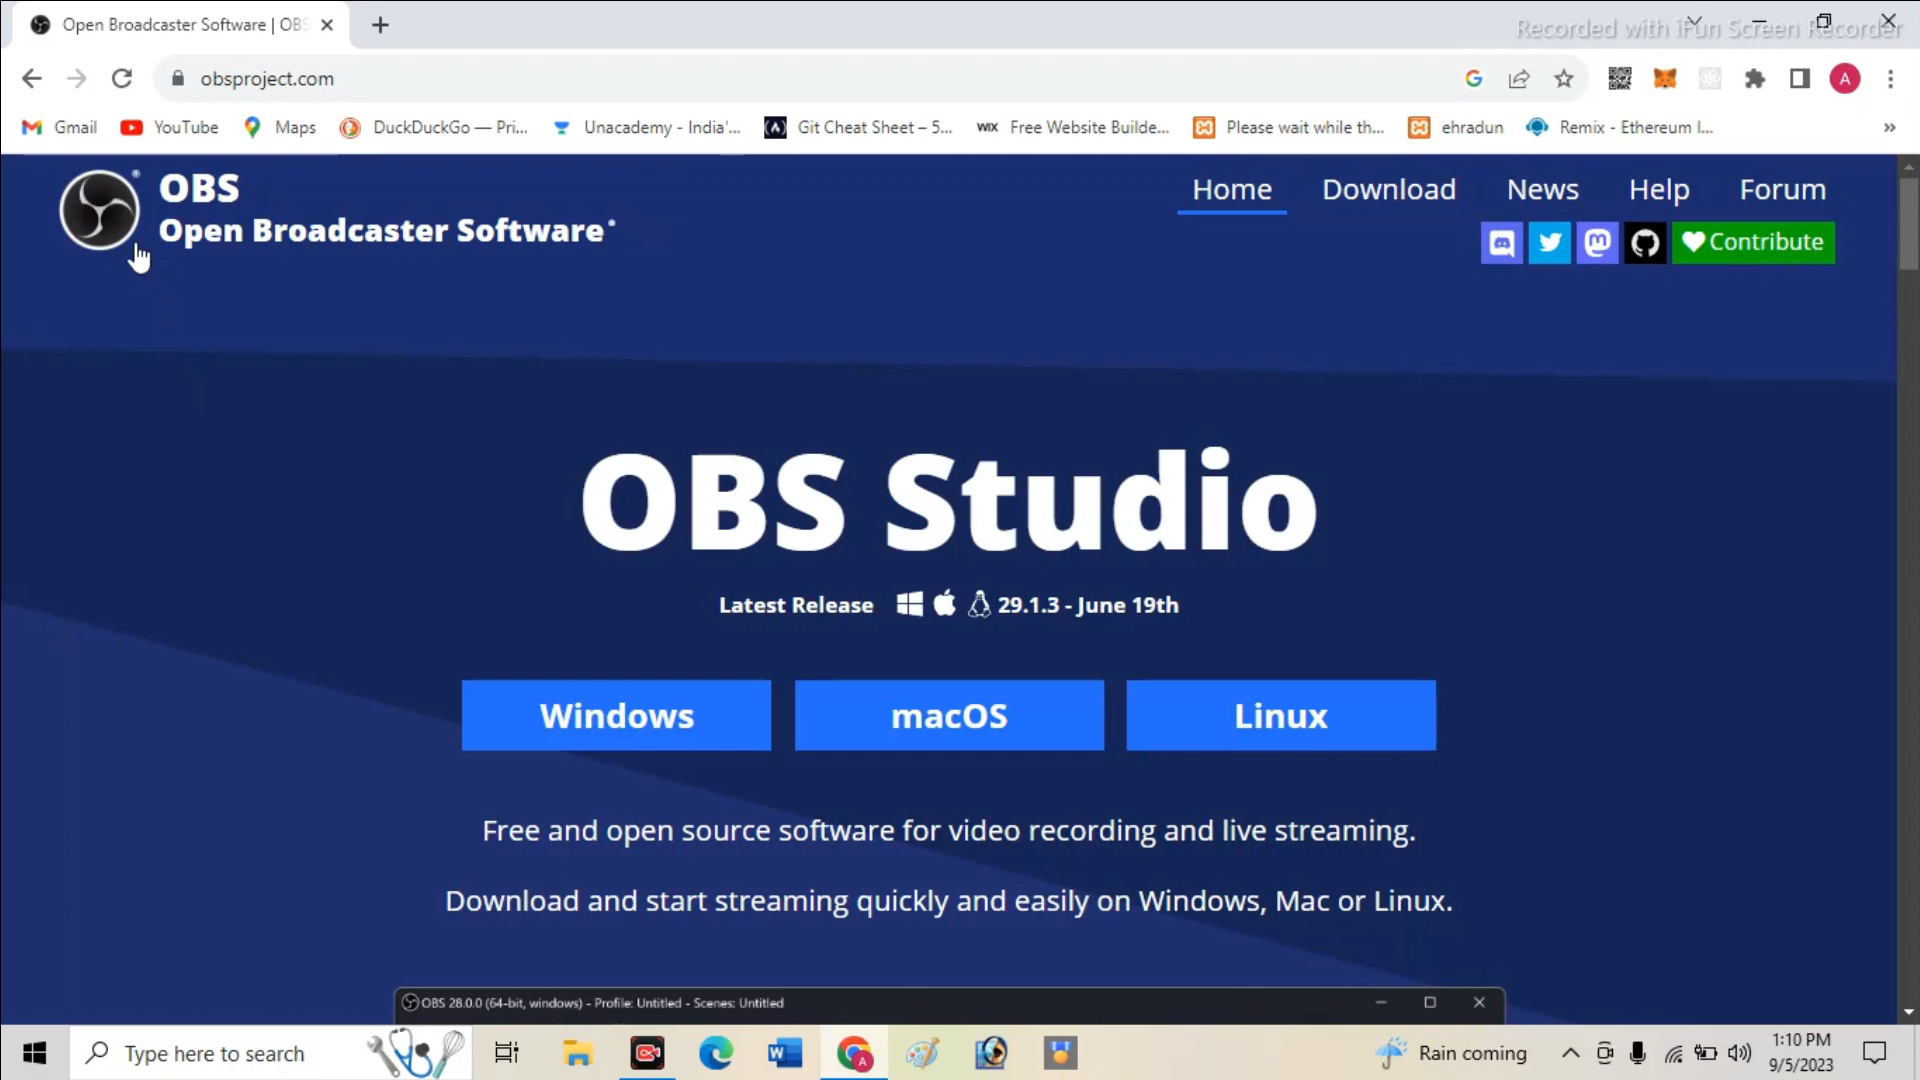 Open Broadcaster Software | OBS
Recorded with iFun Screen Recorder
obsproject.com
A
Gmail
YouTube
Maps
DuckDuckGo — Pri...
Unacademy - India'...
Git Cheat Sheet – 5...
WIX
Free Website Builde...
Please wait while th...
ehradun
Remix - Ethereum I...
OBS
Open Broadcaster Software®
Home
Download
News
Help
Forum
Contribute
OBS Studio
Latest Release 29.1.3 - June 19th
Windows
macOS
Linux
Free and open source software for video recording and live streaming.
Download and start streaming quickly and easily on Windows, Mac or Linux.
OBS 28.0.0 (64-bit, windows) - Profile: Untitled - Scenes: Untitled
Type here to search
Rain coming
1:10 PM
9/5/2023